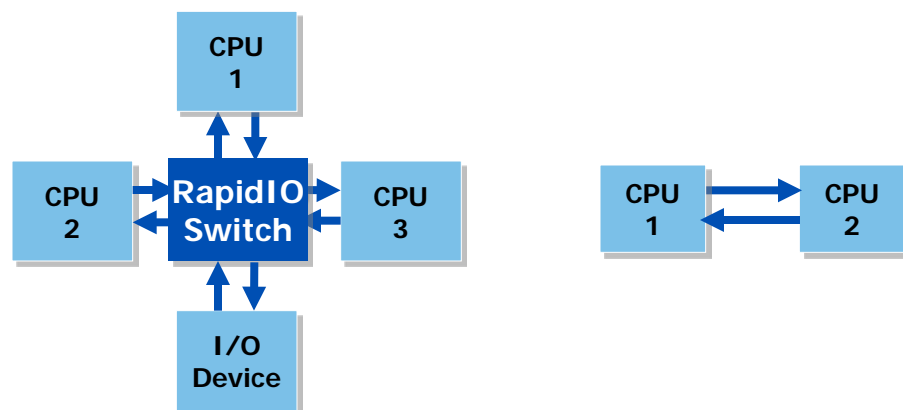 CPU
1
CPU
2
RapidIO
Switch
CPU
3
I/O
Device
CPU
1
CPU
2